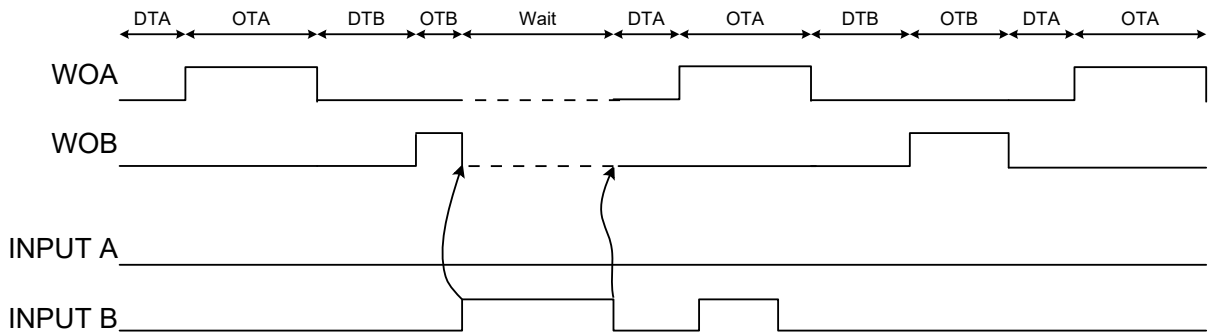 DTA OTA DTB OTB Wait DTA OTA DTB OTB DTA OTA
WOA
WOB
INPUT A
INPUT B